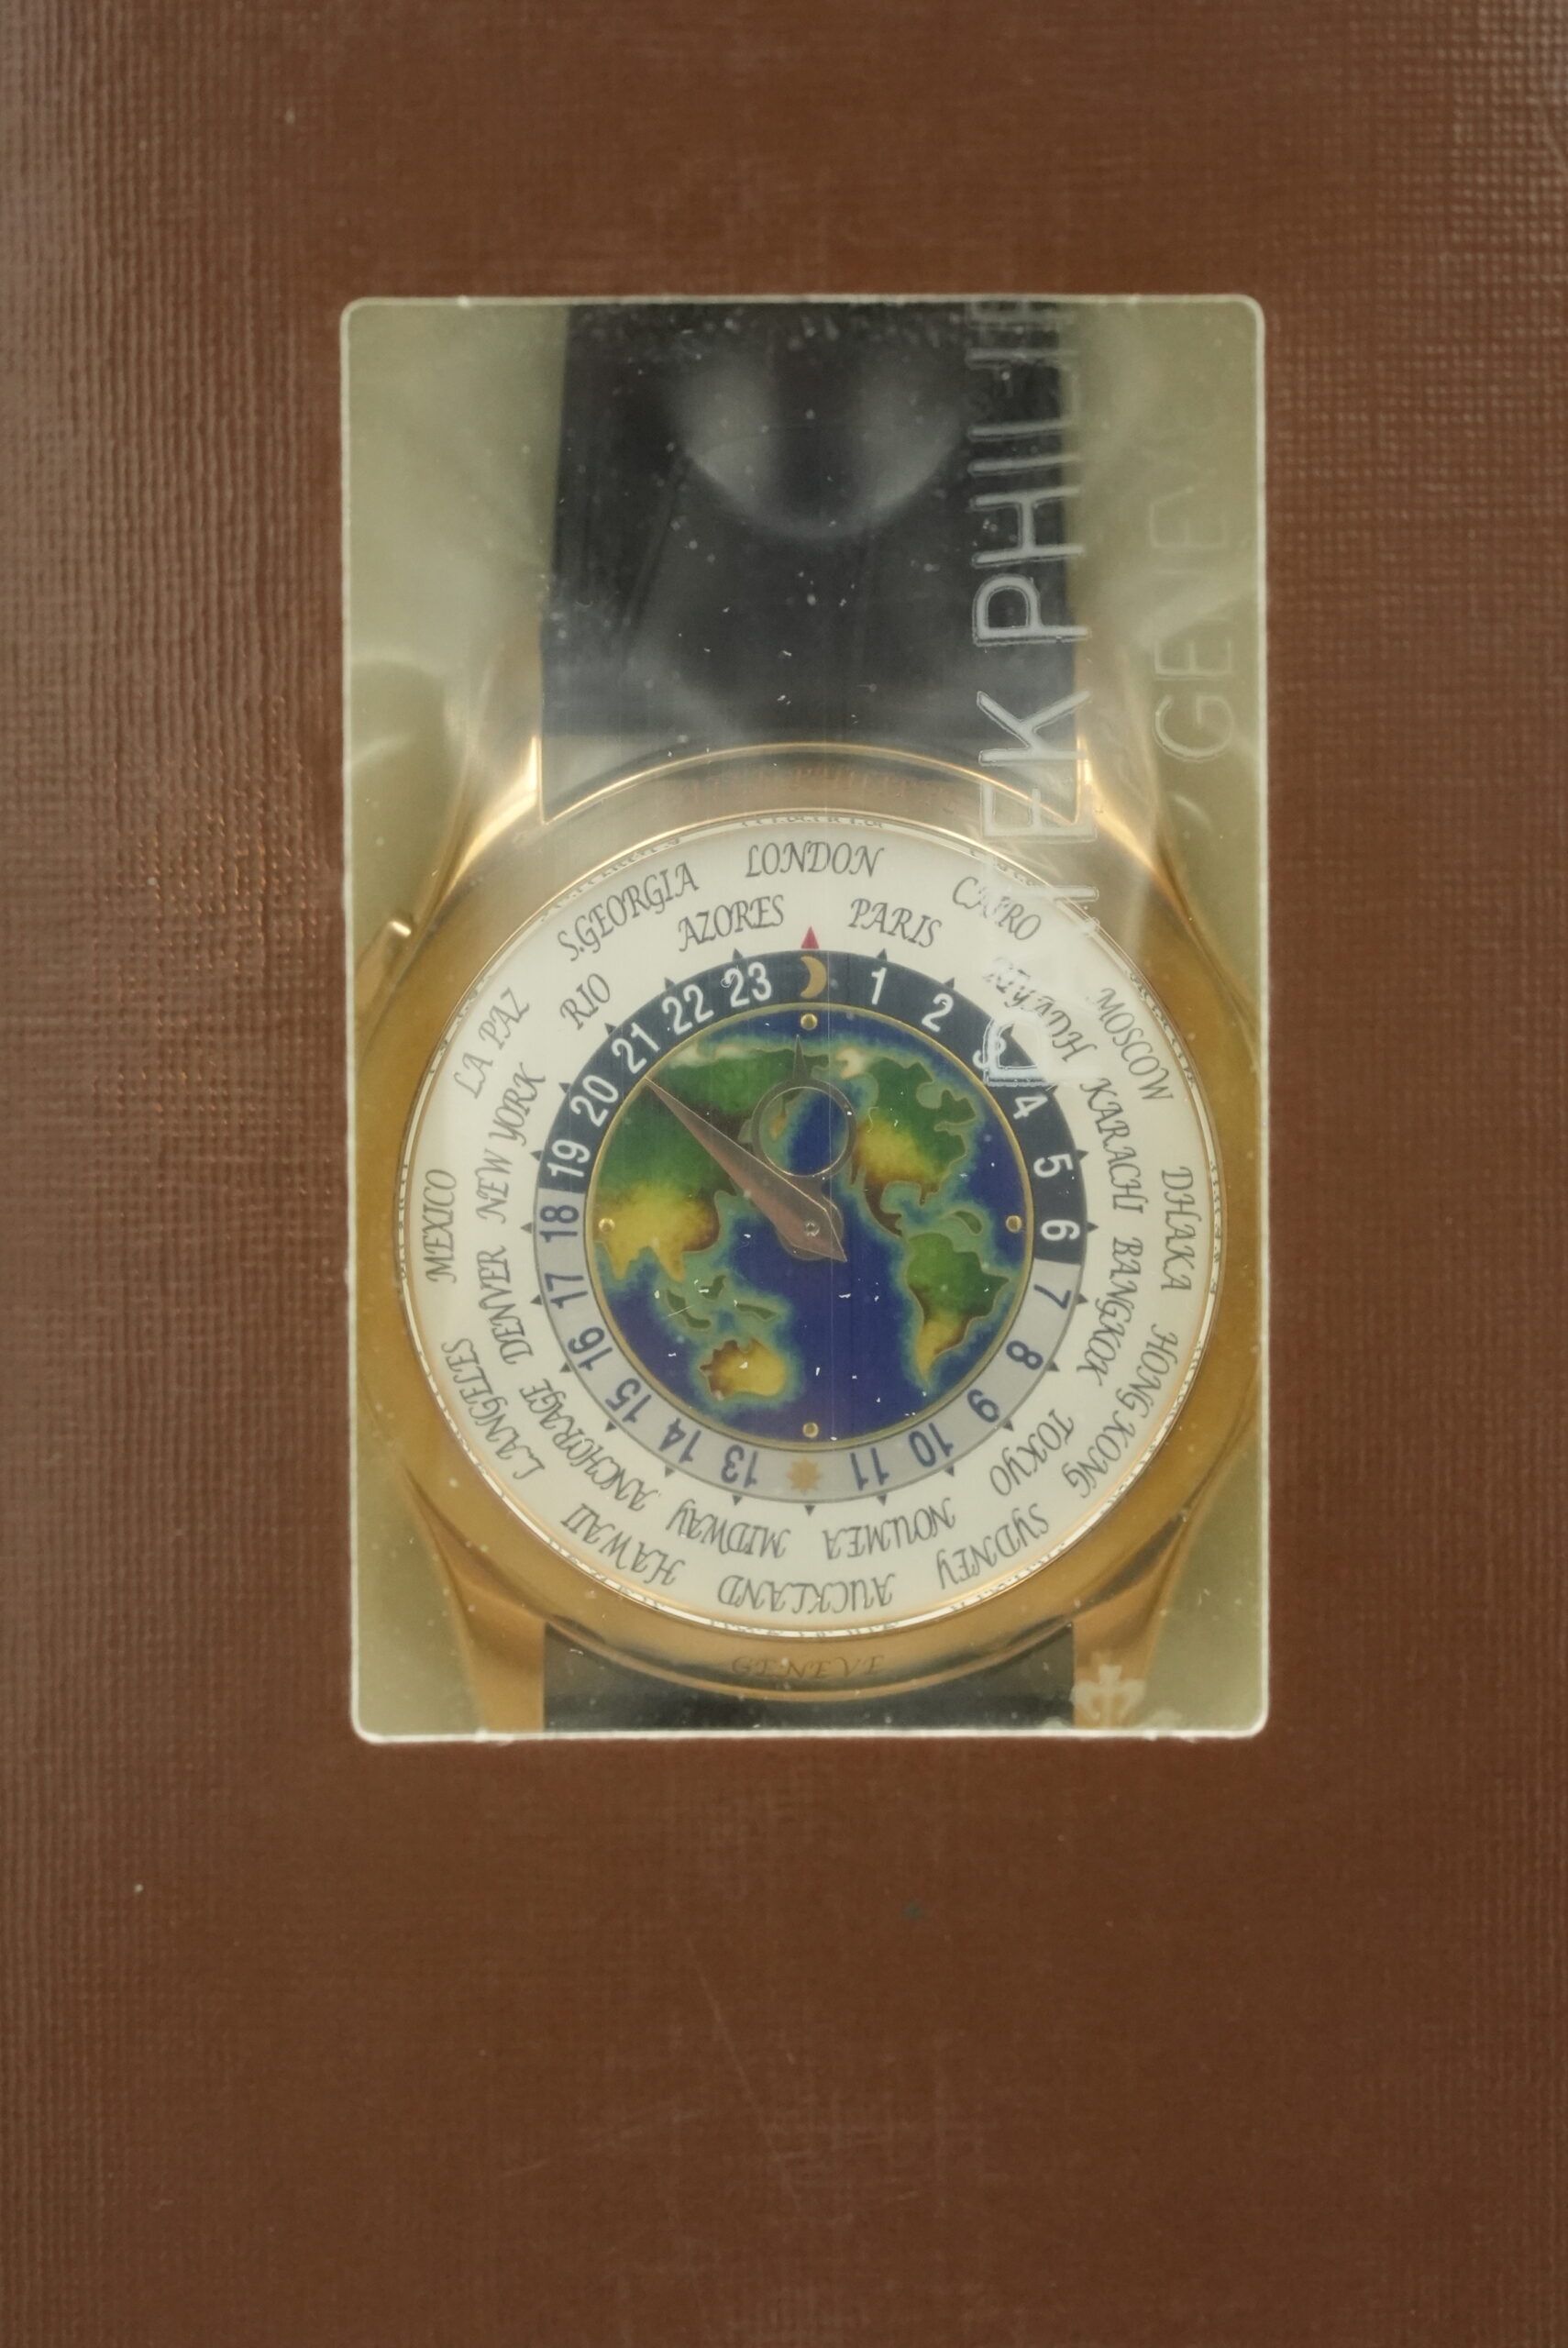 PATEK PHILIPPE
GENEVE
LONDON
PARIS
CAIRO
RIYADH
MOSCOW
KARACHI
DHAKA
BANGKOK
HONG KONG
TOKYO
SYDNEY
NOUMEA
AUCKLAND
MIDWAY
HAWAII
ANCHORAGE
L.ANGELES
DENVER
MEXICO
NEW YORK
LA PAZ
RIO
S.GEORGIA
AZORES
1 2 3 4 5 6 7 8 9 10 11 13 14 15 16 17 18 19 20 21 22 23
GENEVE